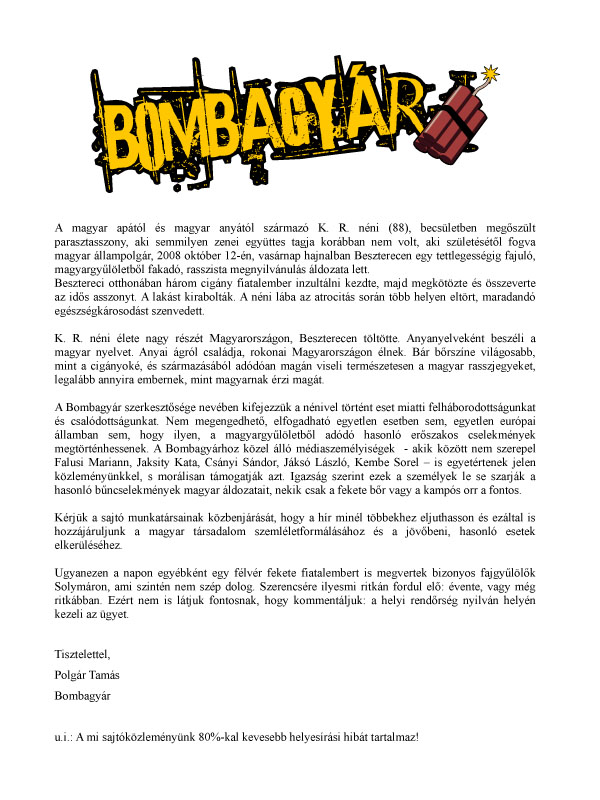 BOMBAGYÁR
A magyar apától és magyar anyától származó K. R. néni (88), becsületben megőszült
parasztasszony, aki semmilyen zenei együttes tagja korábban nem volt, aki születésétől fogva
magyar állampolgár, 2008 október 12-én, vasárnap hajnalban Beszterecen egy tettlegességig fajuló,
magyargyűlöletből fakadó, rasszista megnyilvánulás áldozata lett.
Besztereci otthonában három cigány fiatalember inzultálni kezdte, majd megkötözte és összeverte
az idős asszonyt. A lakást kirabolták. A néni lába az atrocitás során több helyen eltört, maradandó
egészségkárosodást szenvedett.
K. R. néni élete nagy részét Magyarországon, Beszterecen töltötte. Anyanyelveként beszéli a
magyar nyelvet. Anyai ágról családja, rokonai Magyarországon élnek. Bár bőrszíne világosabb,
mint a cigányoké, és származásából adódóan magán viseli természetesen a magyar rasszjegyeket,
legalább annyira embernek, mint magyarnak érzi magát.
A Bombagyár szerkesztősége nevében kifejezzük a nénivel történt eset miatti felháborodottságunkat
és csalódottságunkat. Nem megengedhető, elfogadható egyetlen esetben sem, egyetlen európai
államban sem, hogy ilyen, a magyargyűlöletből adódó hasonló erőszakos cselekmények
megtörténhessenek. A Bombagyárhoz közel álló médiaszemélyiségek - akik között nem szerepel
Falusi Mariann, Jaksity Kata, Csányi Sándor, Jáksó László, Kembe Sorel – is egyetértenek jelen
közleményünkkel, s morálisan támogatják azt. Igazság szerint ezek a személyek le se szarják a
hasonló bűncselekmények magyar áldozatait, nekik csak a fekete bőr vagy a kampós orr a fontos.
Kérjük a sajtó munkatársainak közbenjárását, hogy a hír minél többekhez eljuthasson és ezáltal is
hozzájáruljunk a magyar társadalom szemléletformálásához és a jövőbeni, hasonló esetek
elkerüléséhez.
Ugyanezen a napon egyébként egy félvér fekete fiatalembert is megvertek bizonyos fajgyűlölők
Solymáron, ami szintén nem szép dolog. Szerencsére ilyesmi ritkán fordul elő: évente, vagy még
ritkábban. Ezért nem is látjuk fontosnak, hogy kommentáljuk: a helyi rendőrség nyilván helyén
kezeli az ügyet.
Tisztelettel,
Polgár Tamás
Bombagyár
u.i.: A mi sajtóközleményünk 80%-kal kevesebb helyesírási hibát tartalmaz!